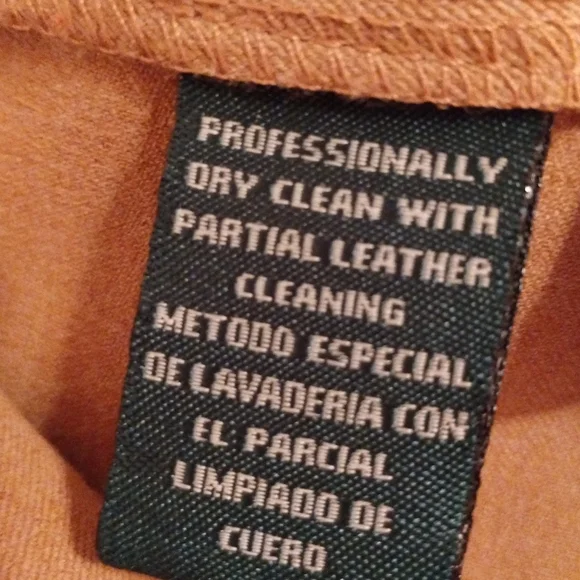 PROFESSIONALLY
DRY CLEAN WITH
PARTIAL LEATHER
CLEANING
METODO ESPECIAL
DE LAVADERIA CON
EL PARCIAL
LIMPIADO DE
CUERO